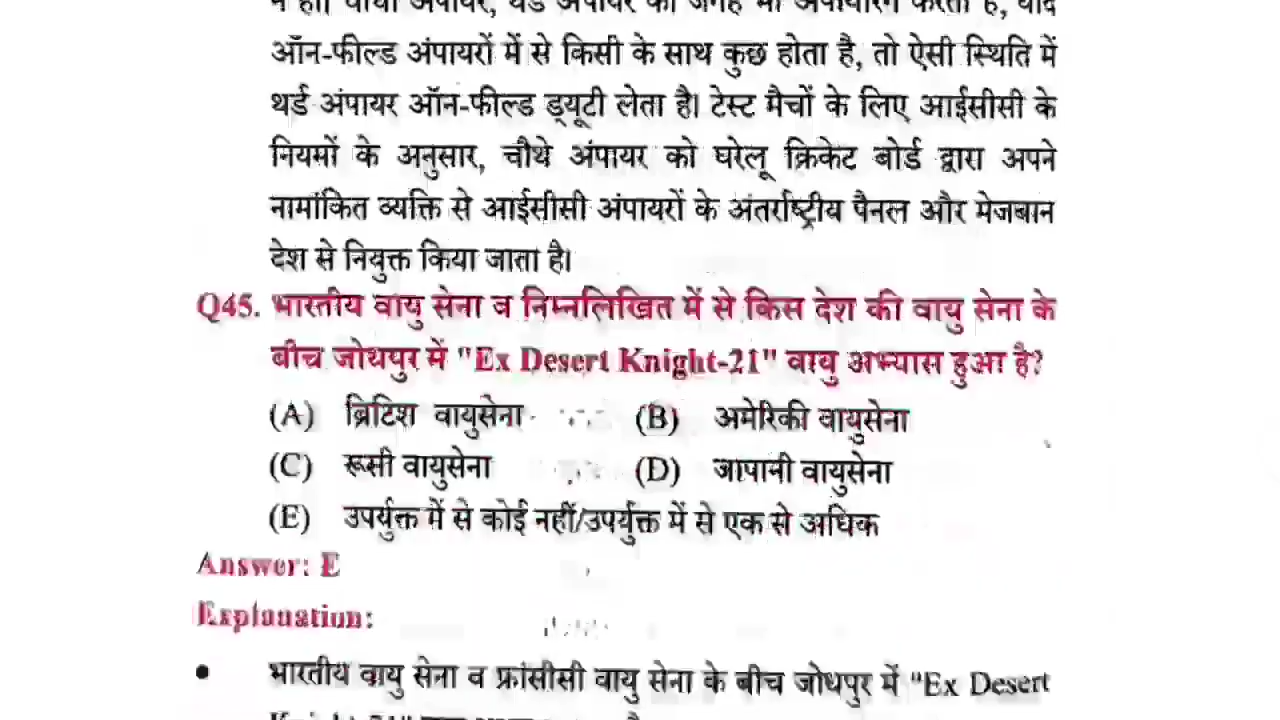 ऑन-फील्ड अंपायरों में से किसी के साथ कुछ होता है, तो ऐसी स्थिति में
थर्ड अंपायर ऑन-फील्ड ड्यूटी लेता है। टेस्ट मैचों के लिए आईसीसी के
नियमों के अनुसार, चौथे अंपायर को घरेलू क्रिकेट बोर्ड द्वारा अपने
नामांकित व्यक्ति से आईसीसी अंपायरों के अंतर्राष्ट्रीय पैनल और मेजबान
देश से नियुक्त किया जाता है।
Q45. भारतीय वायु सेना व निम्नलिखित में से किस देश की वायु सेना के
बीच जोधपुर में "Ex Desert Knight-21" वायु अभ्यास हुआ है?
(A) ब्रिटिश वायुसेना (B) अमेरिकी वायुसेना
(C) रूसी वायुसेना (D) जापानी वायुसेना
(E) उपर्युक्त में से कोई नहीं/उपर्युक्त में से एक से अधिक
Answer: E
Explanation:
• भारतीय वायु सेना व फ्रांसीसी वायु सेना के बीच जोधपुर में "Ex Desert